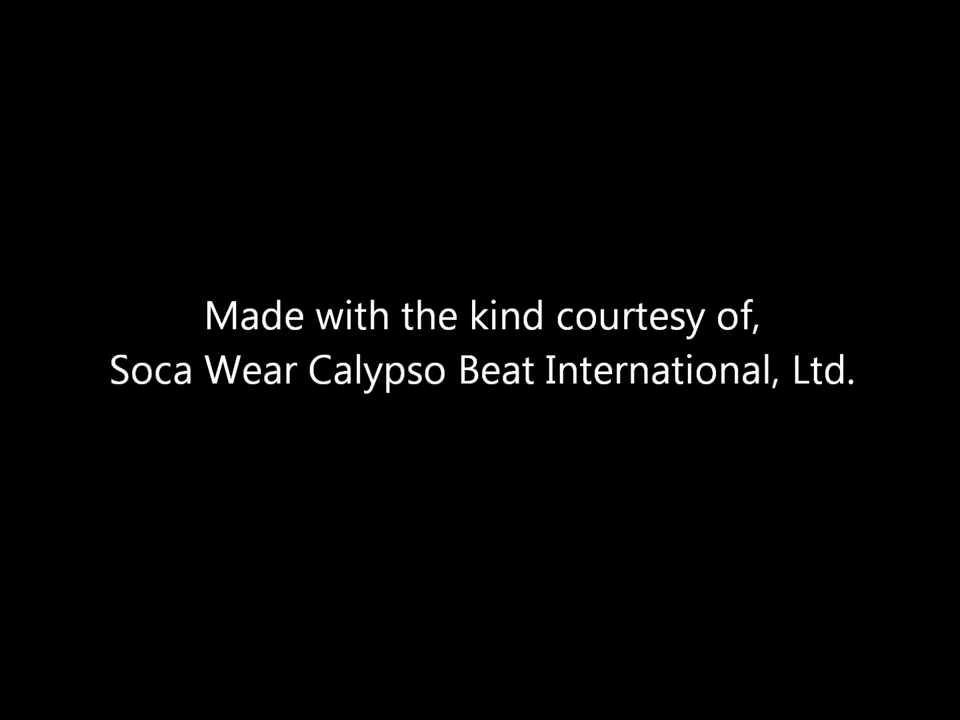 Made with the kind courtesy of,
Soca Wear Calypso Beat International, Ltd.